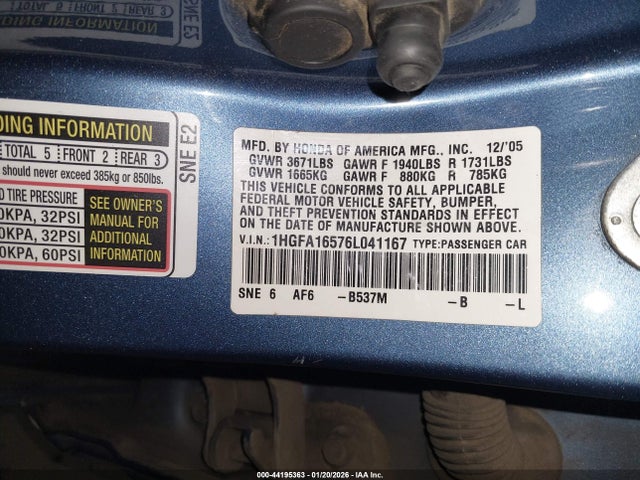 DING INFORMATION
TOTAL 5 FRONT 2 REAR 3
should never exceed 385kg or 850lbs.
D TIRE PRESSURE
0KPA, 32PSI
0KPA, 32PSI
0KPA, 60PSI
SEE OWNER'S
MANUAL FOR
ADDITIONAL
INFORMATION
SNE E2
MFD. BY HONDA OF AMERICA MFG., INC. 12/'05
GVWR 3671LBS GAWR F 1940LBS R 1731LBS
GVWR 1665KG GAWR F 880KG R 785KG
THIS VEHICLE CONFORMS TO ALL APPLICABLE
FEDERAL MOTOR VEHICLE SAFETY, BUMPER,
AND THEFT PREVENTION STANDARDS IN EFFECT
ON THE DATE OF MANUFACTURE SHOWN ABOVE.
V.I.N.: 1HGFA16576L041167 TYPE:PASSENGER CAR
SNE 6 AF6 -B537M -B -L
000-44195363 - 01/20/2026 - IAA Inc.